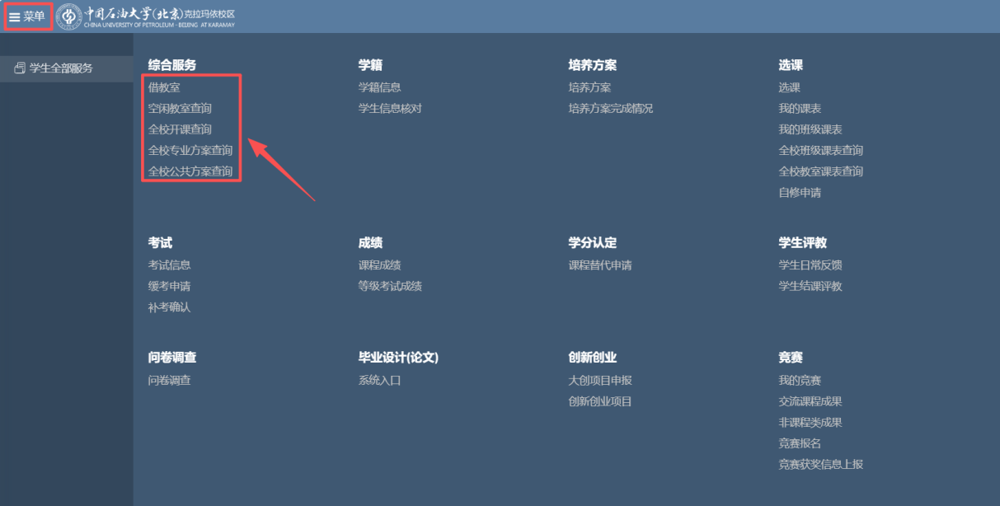 菜单
中国石油大学(北京)克拉玛依校区
CHINA UNIVERSITY OF PETROLEUM - BEIJING AT KARAMAY
学生全部服务
综合服务
借教室
空闲教室查询
全校开课查询
全校专业方案查询
全校公共方案查询
学籍
学籍信息
学生信息核对
培养方案
培养方案
培养方案完成情况
选课
选课
我的课表
我的班级课表
全校班级课表查询
全校教室课表查询
自修申请
考试
考试信息
缓考申请
补考确认
成绩
课程成绩
等级考试成绩
学分认定
课程替代申请
学生评教
学生日常反馈
学生结课评教
问卷调查
问卷调查
毕业设计(论文)
系统入口
创新创业
大创项目申报
创新创业项目
竞赛
我的竞赛
交流课程成果
非课程类成果
竞赛报名
竞赛获奖信息上报